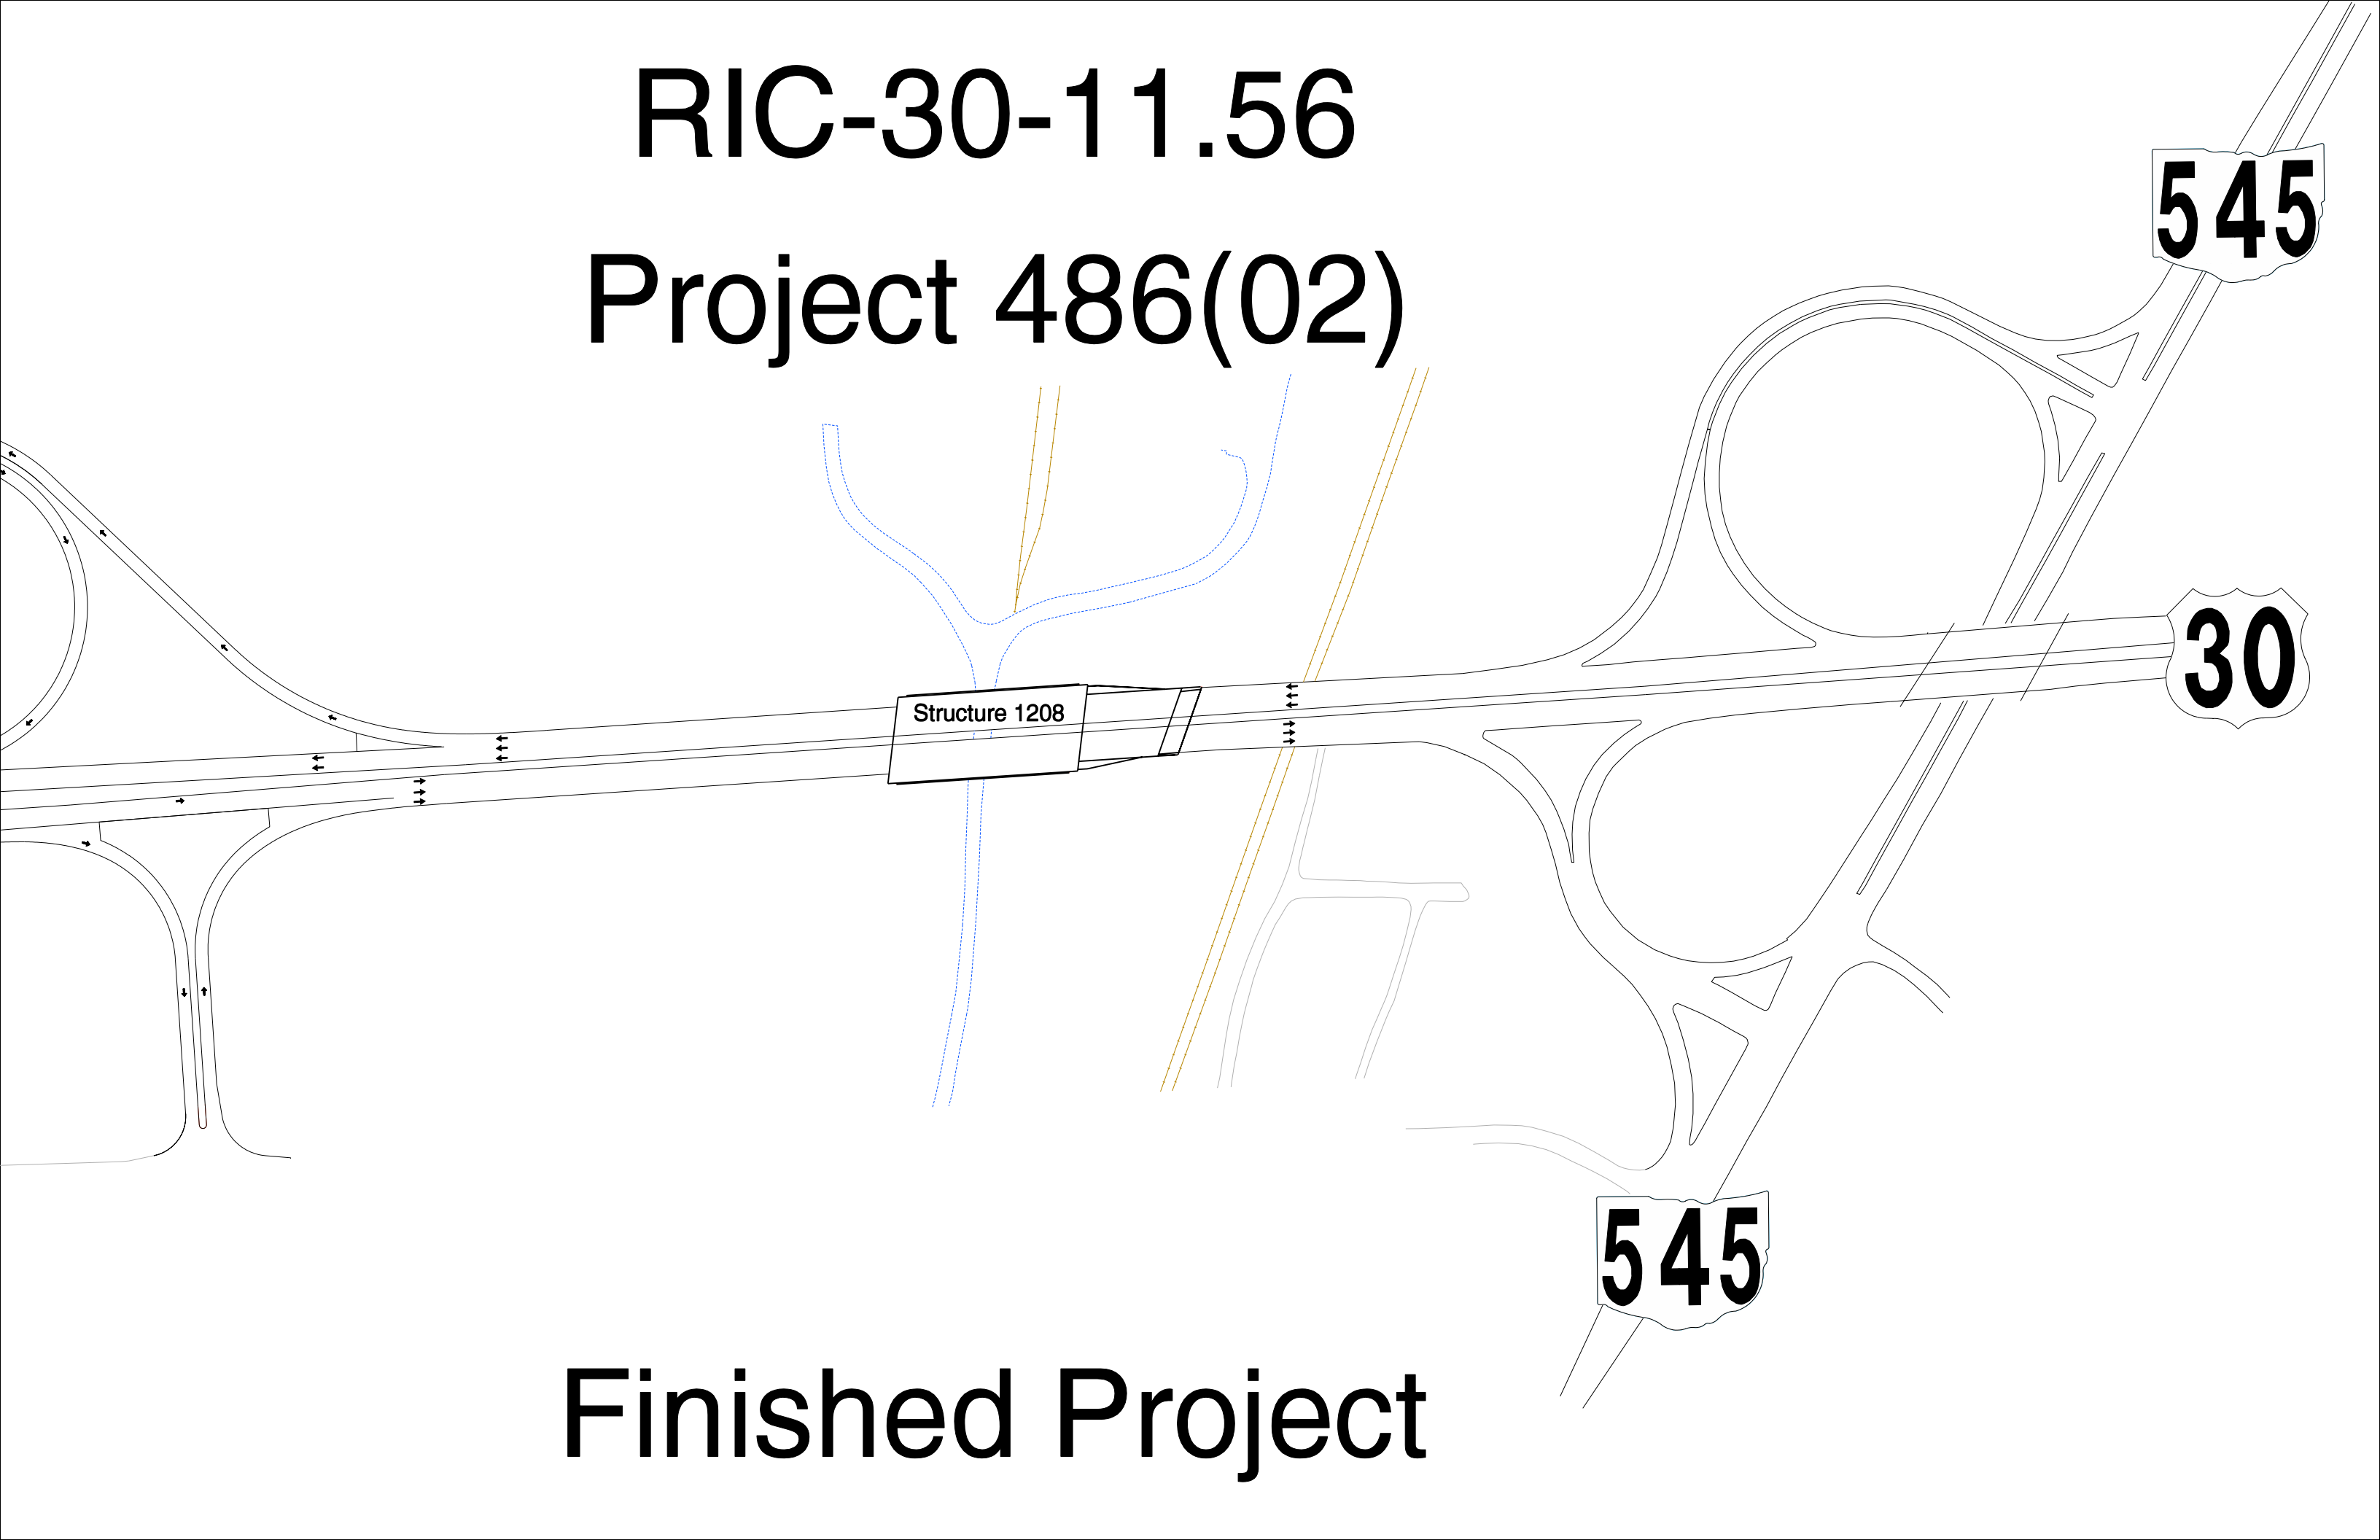 RIC-30-11.56
Project 486(02)
545
30
Structure 1208
545
Finished Project